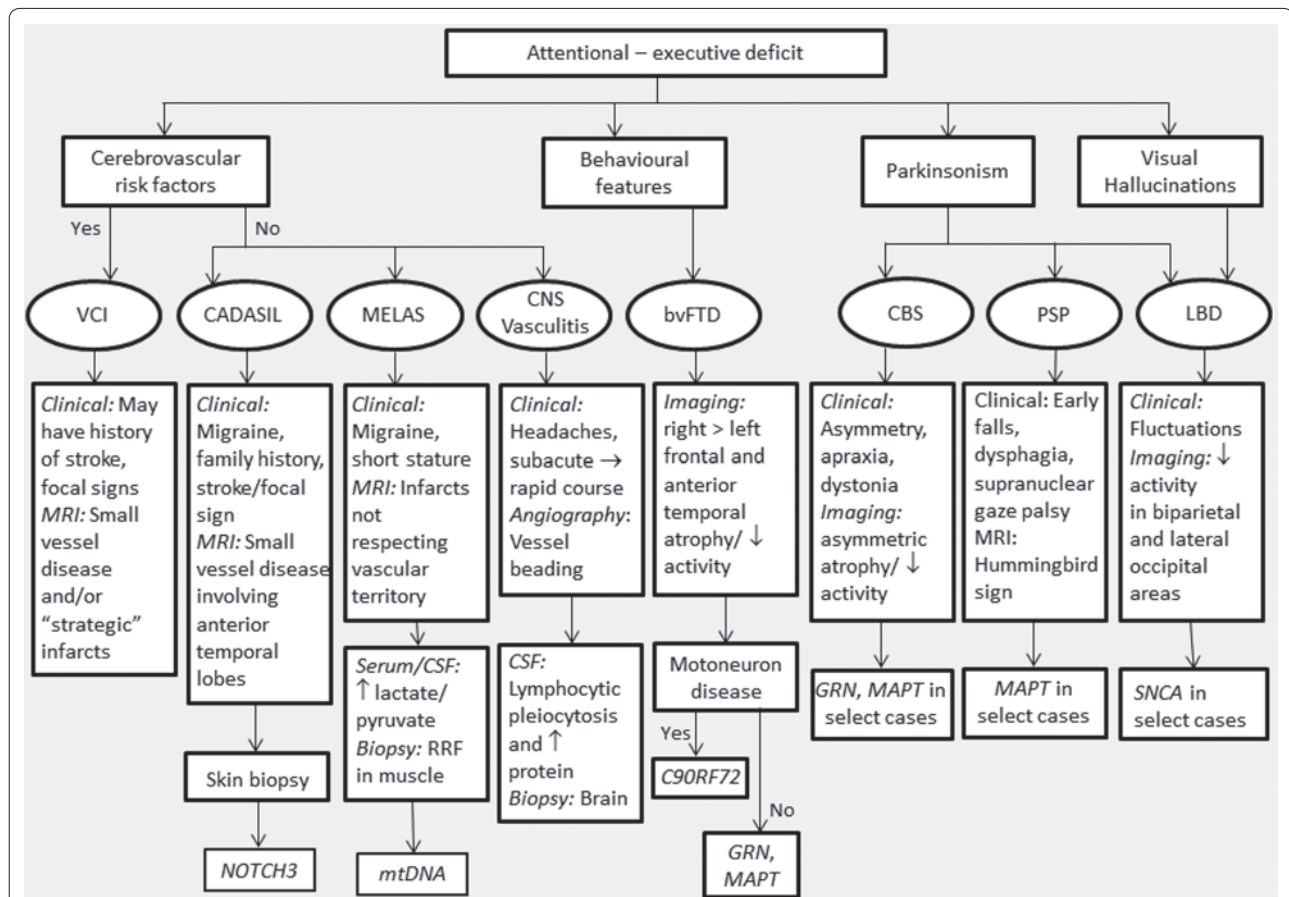 Attentional – executive deficit
Cerebrovascular
risk factors
Behavioural
features
Parkinsonism
Visual
Hallucinations
Yes
No
VCI
CADASIL
MELAS
CNS
Vasculitis
bvFTD
CBS
PSP
LBD
Clinical: May
have history
of stroke,
focal signs
MRI: Small
vessel
disease
and/or
“strategic”
infarcts
Clinical:
Migraine,
family history,
stroke/focal
sign
MRI: Small
vessel disease
involving
anterior
temporal
lobes
Clinical:
Migraine,
short stature
MRI: Infarcts
not
respecting
vascular
territory
Clinical:
Headaches,
subacute →
rapid course
Angiography:
Vessel
beading
Imaging:
right > left
frontal and
anterior
temporal
atrophy/ ↓
activity
Clinical:
Asymmetry,
apraxia,
dystonia
Imaging:
asymmetric
atrophy/ ↓
activity
Clinical: Early
falls,
dysphagia,
supranuclear
gaze palsy
MRI:
Hummingbird
sign
Clinical:
Fluctuations
Imaging: ↓
activity
in biparietal
and lateral
occipital
areas
Serum/CSF:
↑ lactate/
pyruvate
Biopsy: RRF
in muscle
CSF:
Lymphocytic
pleiocytosis
and ↑
protein
Biopsy: Brain
Motoneuron
disease
GRN, MAPT in
select cases
MAPT in
select cases
SNCA in
select cases
Yes
No
Skin biopsy
C90RF72
NOTCH3
mtDNA
GRN,
MAPT